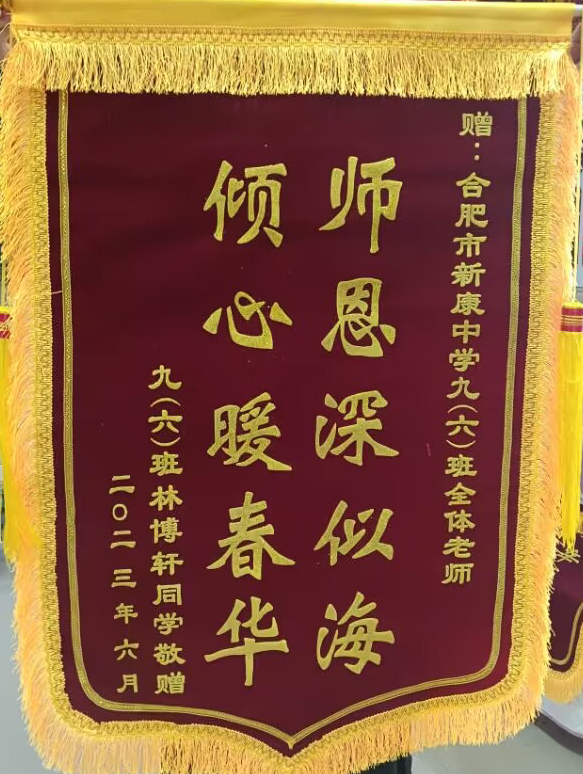 赠：合肥市新康中学九(六)班全体老师
师恩深似海
倾心暖春华
九(六)班林博轩同学敬赠
二〇二三年六月